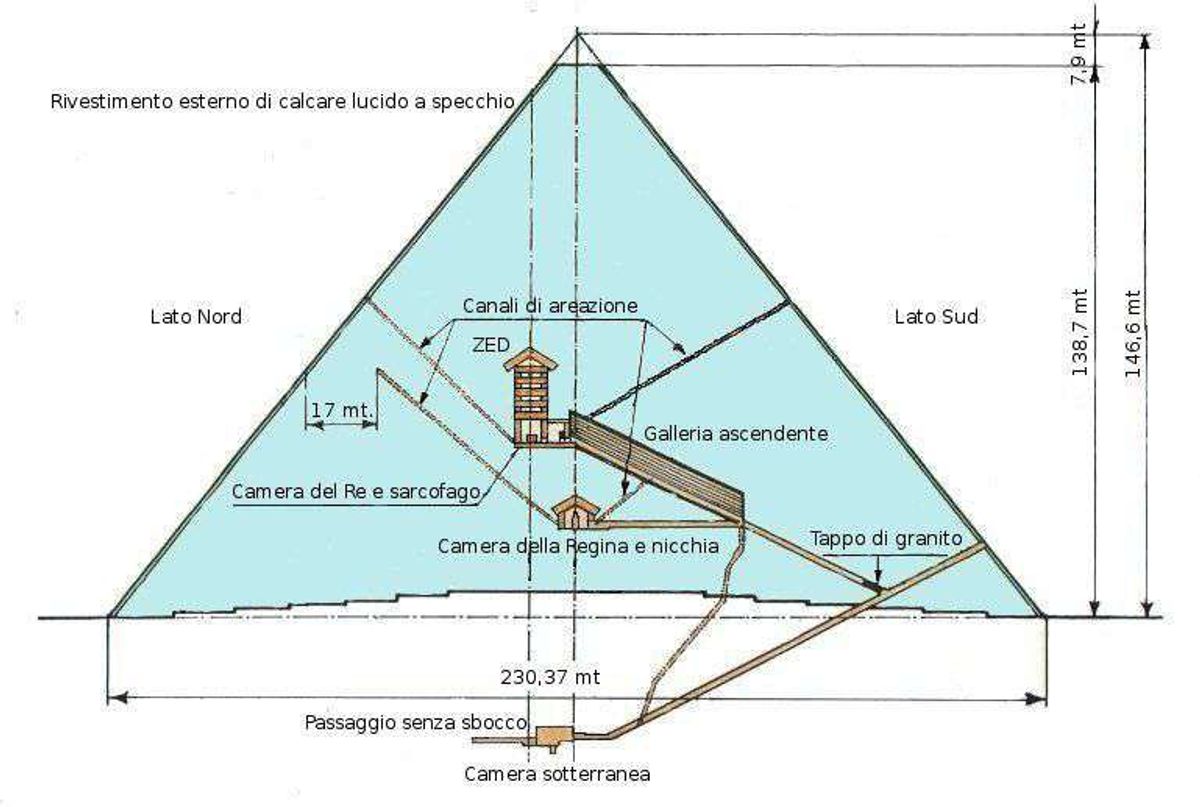 7,9 mt
Rivestimento esterno di calcare lucido a specchio
Lato Nord
Canali di areazione
Lato Sud
ZED
138,7 mt
146,6 mt
17 mt.
Galleria ascendente
Camera del Re e sarcofago
Camera della Regina e nicchia
Tappo di granito
230,37 mt
Passaggio senza sbocco
Camera sotterranea